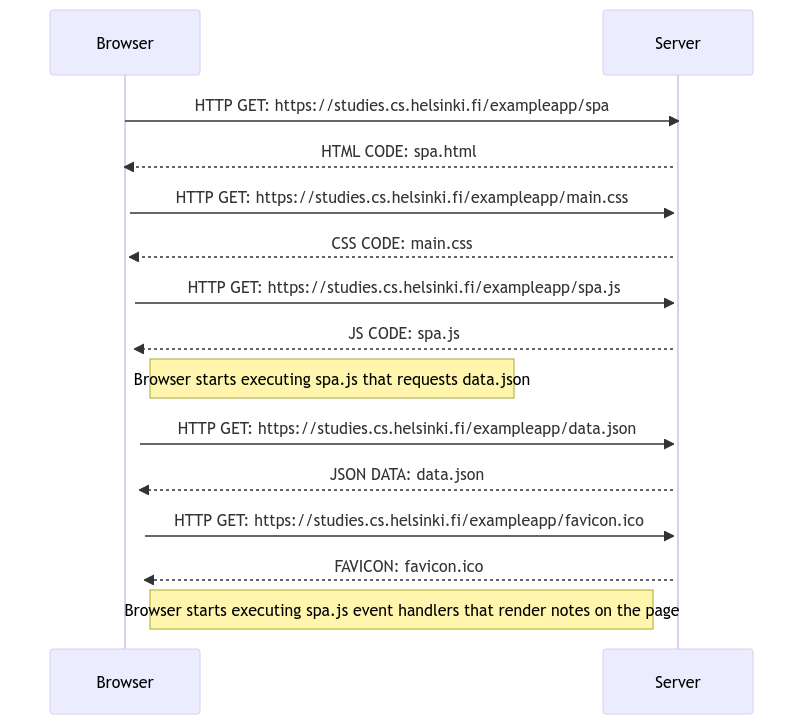 Browser
Server
HTTP GET: https://studies.cs.helsinki.fi/exampleapp/spa
HTML CODE: spa.html
HTTP GET: https://studies.cs.helsinki.fi/exampleapp/main.css
CSS CODE: main.css
HTTP GET: https://studies.cs.helsinki.fi/exampleapp/spa.js
JS CODE: spa.js
Browser starts executing spa.js that requests data.json
HTTP GET: https://studies.cs.helsinki.fi/exampleapp/data.json
JSON DATA: data.json
HTTP GET: https://studies.cs.helsinki.fi/exampleapp/favicon.ico
FAVICON: favicon.ico
Browser starts executing spa.js event handlers that render notes on the page
Browser
Server